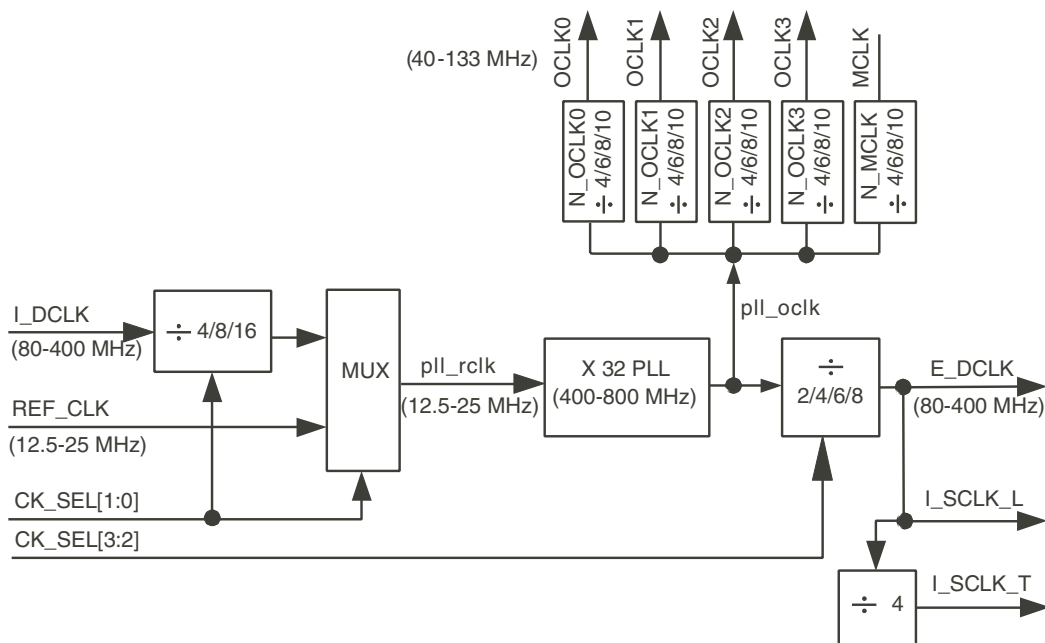 (40-133 MHz)
OCLK0
OCLK1
OCLK2
OCLK3
MCLK
N_OCLK0
÷ 4/6/8/10
N_OCLK1
÷ 4/6/8/10
N_OCLK2
÷ 4/6/8/10
N_OCLK3
÷ 4/6/8/10
N_MCLK
÷ 4/6/8/10
pll_oclk
I_DCLK
(80-400 MHz)
÷ 4/8/16
MUX
pll_rclk
(12.5-25 MHz)
X 32 PLL
(400-800 MHz)
÷
2/4/6/8
E_DCLK
(80-400 MHz)
REF_CLK
(12.5-25 MHz)
CK_SEL[1:0]
CK_SEL[3:2]
I_SCLK_L
÷ 4
I_SCLK_T